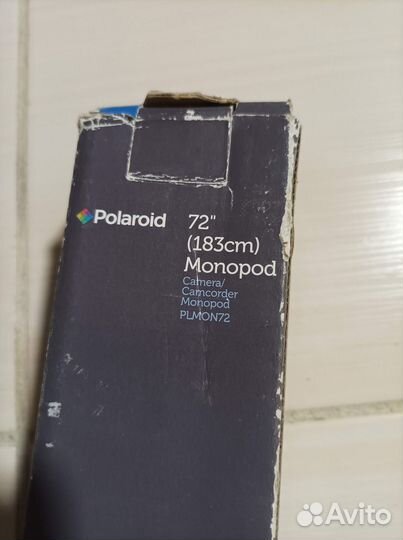 Polaroid
72"
(183cm)
Monopod
Camera/
Camcorder
Monopod
PLMON72
Avito